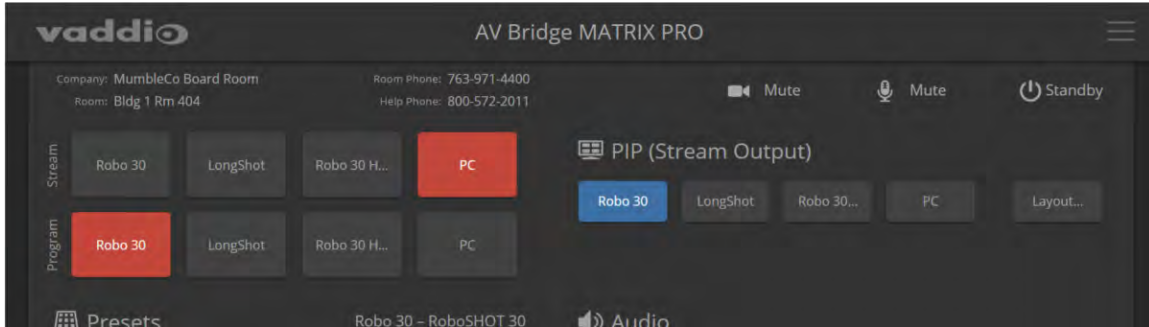 vaddio
AV Bridge MATRIX PRO
Company: MumbleCo Board Room
Room: Bldg 1 Rm 404
Room Phone: 763-971-4400
Help Phone: 800-572-2011
Mute
Mute
Standby
Stream
Robo 30
LongShot
Robo 30 H...
PC
Program
Robo 30
LongShot
Robo 30 H...
PC
PIP (Stream Output)
Robo 30
LongShot
Robo 30...
PC
Layout...
Presets
Robo 30 – RoboSHOT 30
Audio